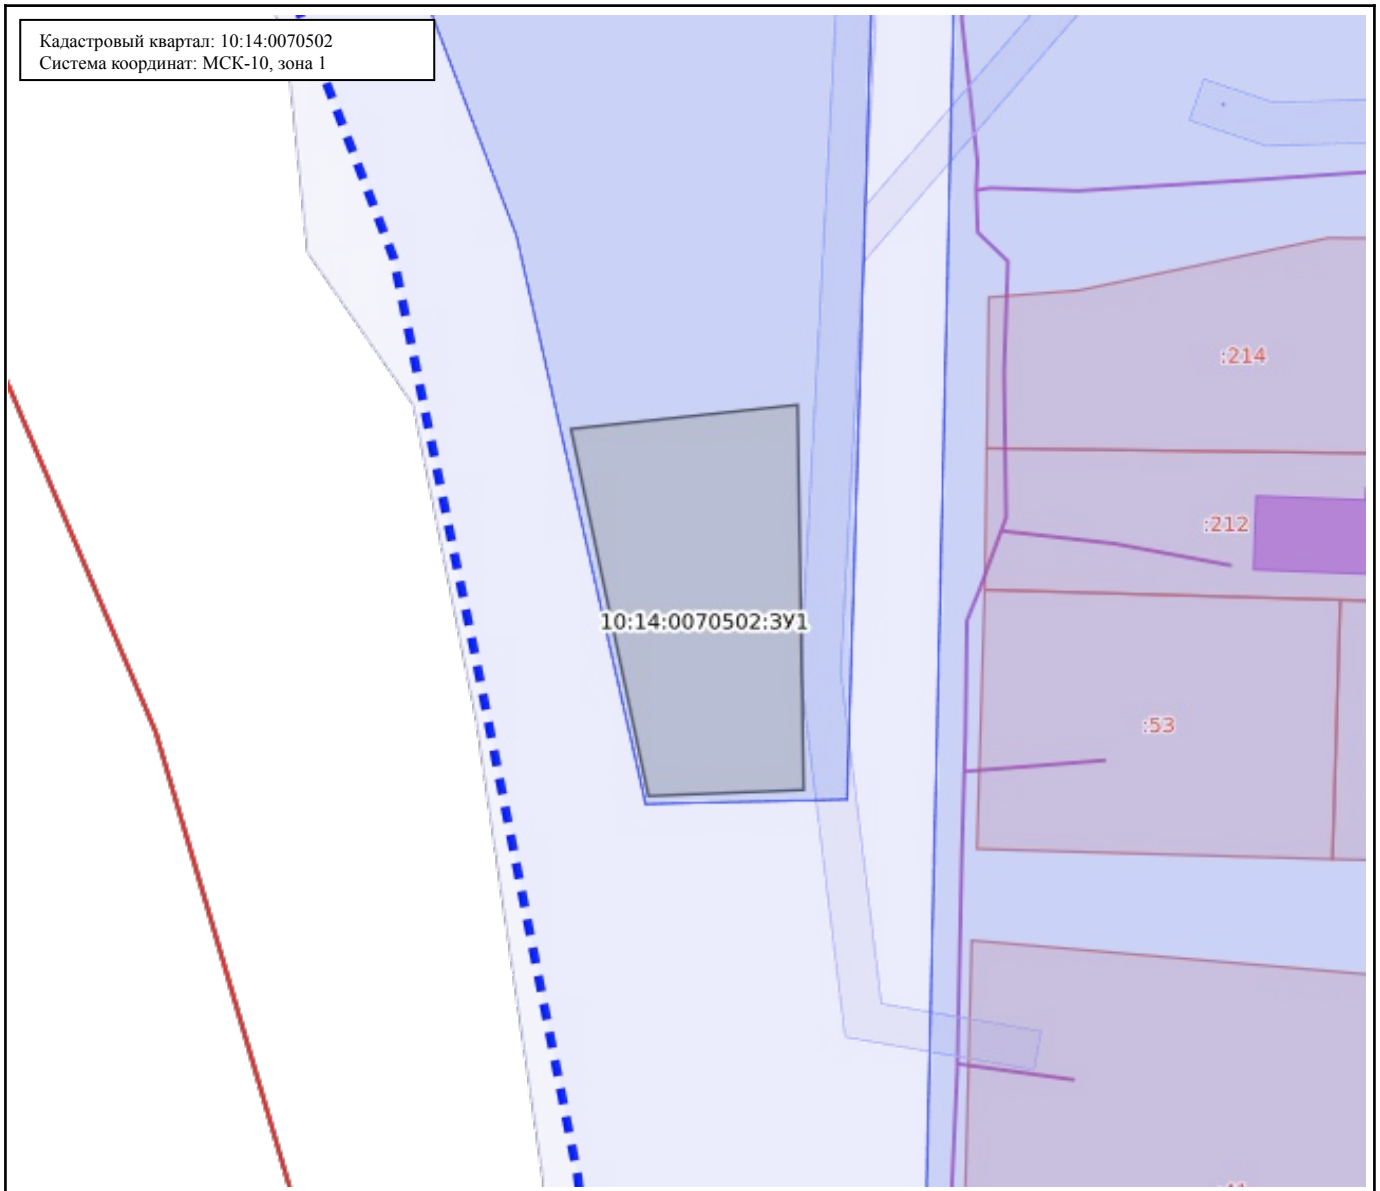 Кадастровый квартал: 10:14:0070502
Система координат: МСК-10, зона 1
:214
:212
10:14:0070502:ЗУ1
:53